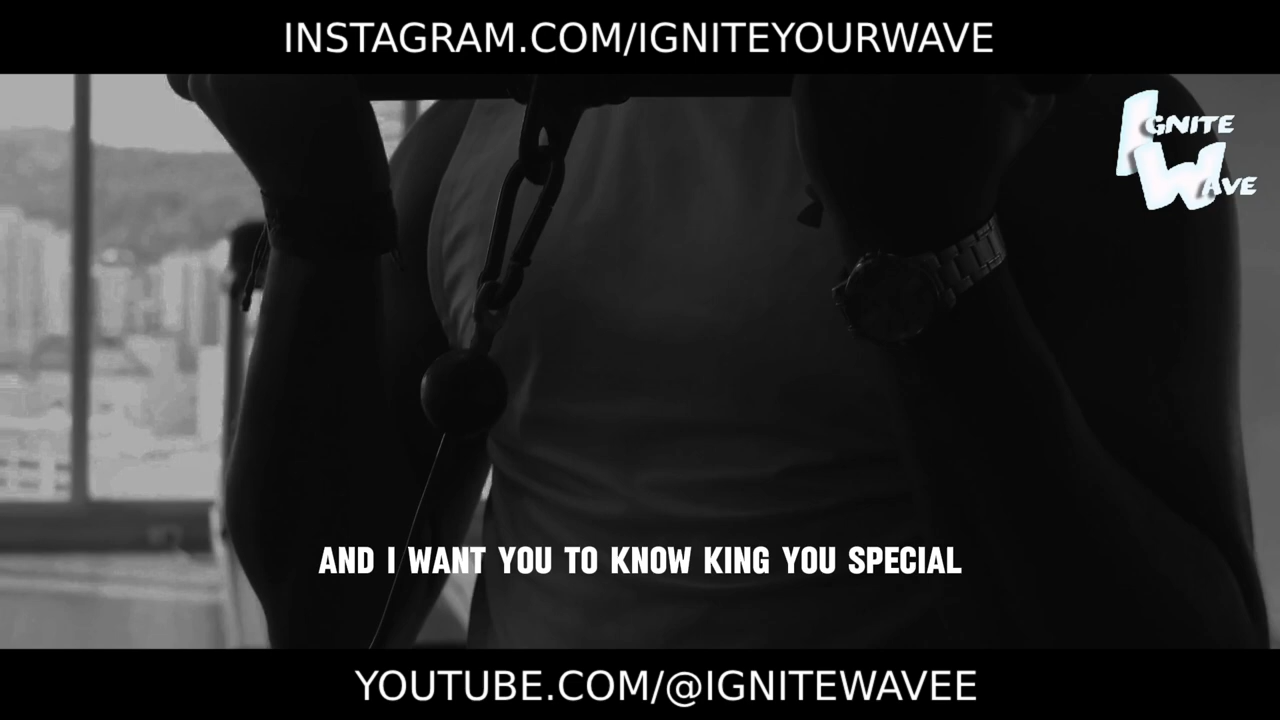 INSTAGRAM.COM/IGNITEYOURWAVE
IGNITE
WAVE
AND I WANT YOU TO KNOW KING YOU SPECIAL
YOUTUBE.COM/@IGNITEWAVEE